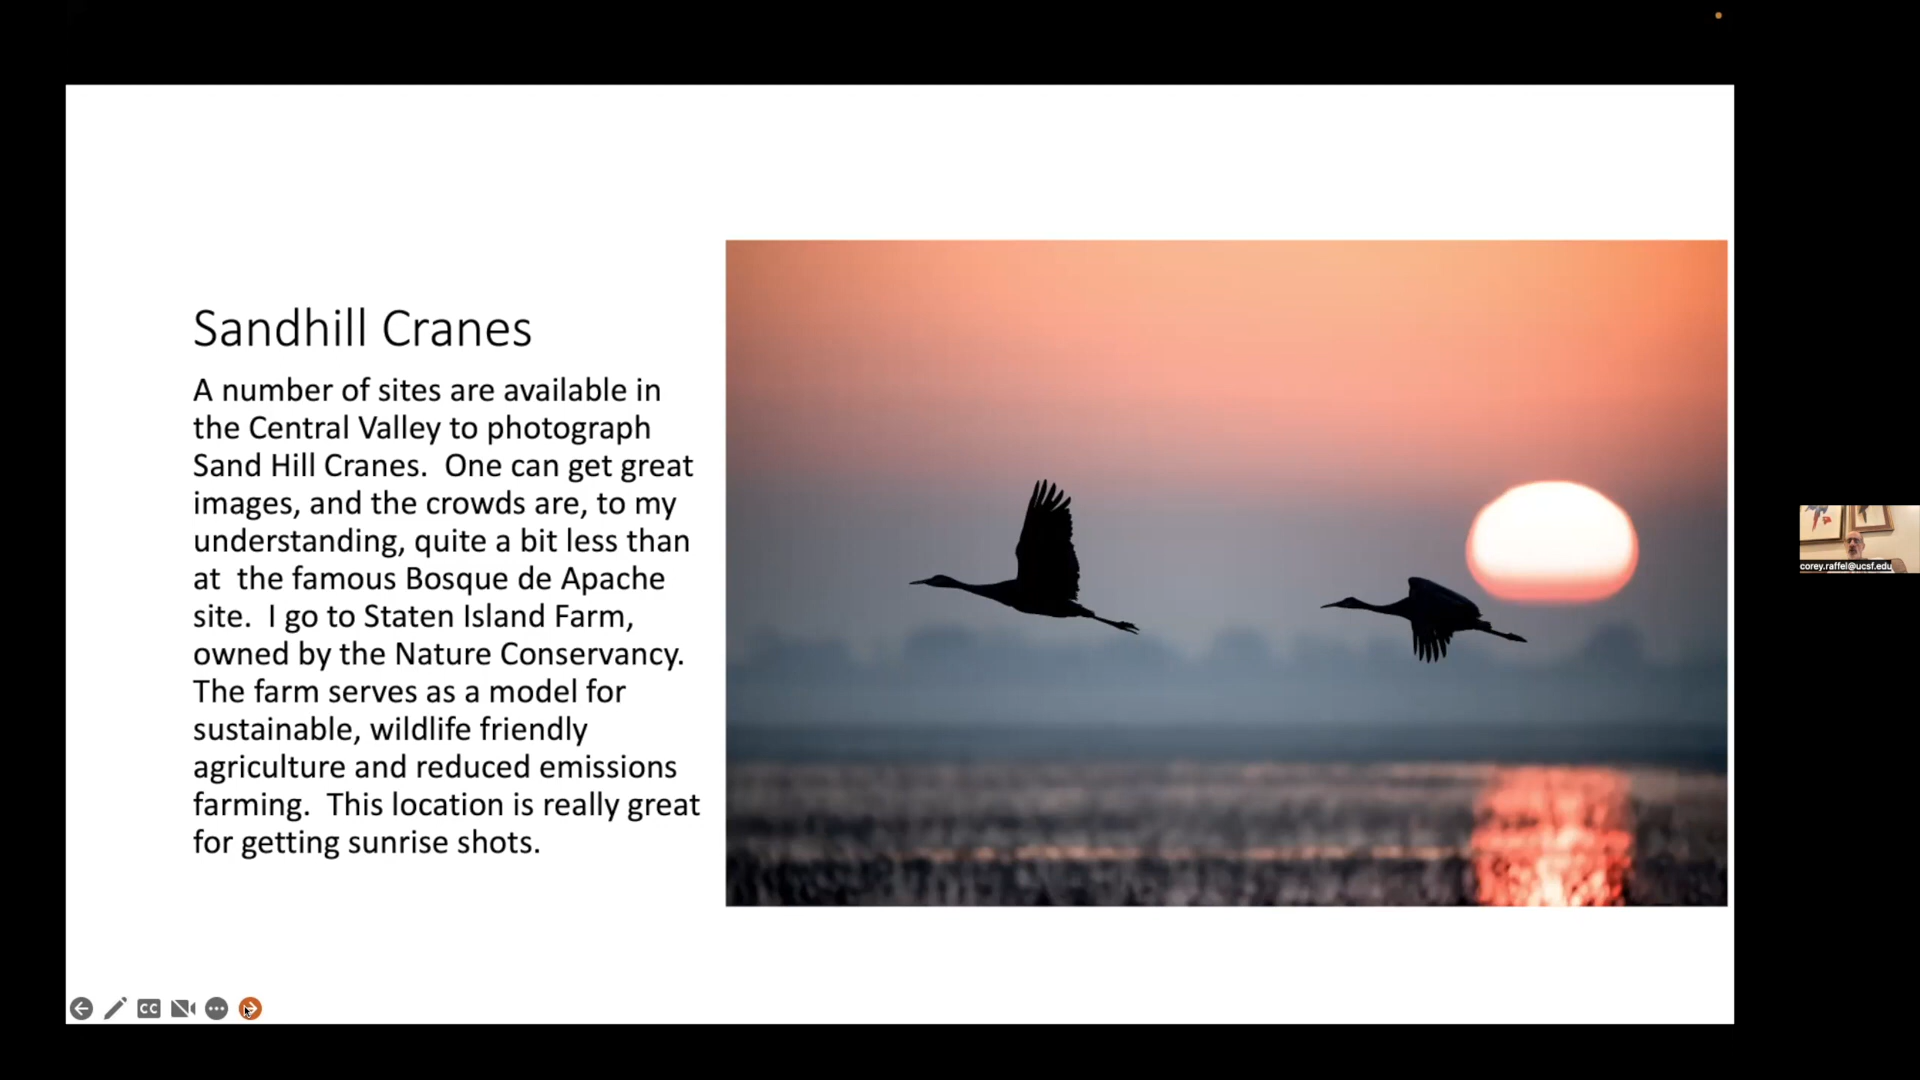 Sandhill Cranes
A number of sites are available in
the Central Valley to photograph
Sand Hill Cranes.  One can get great
images, and the crowds are, to my
understanding, quite a bit less than
at  the famous Bosque de Apache
site.  I go to Staten Island Farm,
owned by the Nature Conservancy.
The farm serves as a model for
sustainable, wildlife friendly
agriculture and reduced emissions
farming.  This location is really great
for getting sunrise shots.
corey.raffel@ucsf.edu
CC